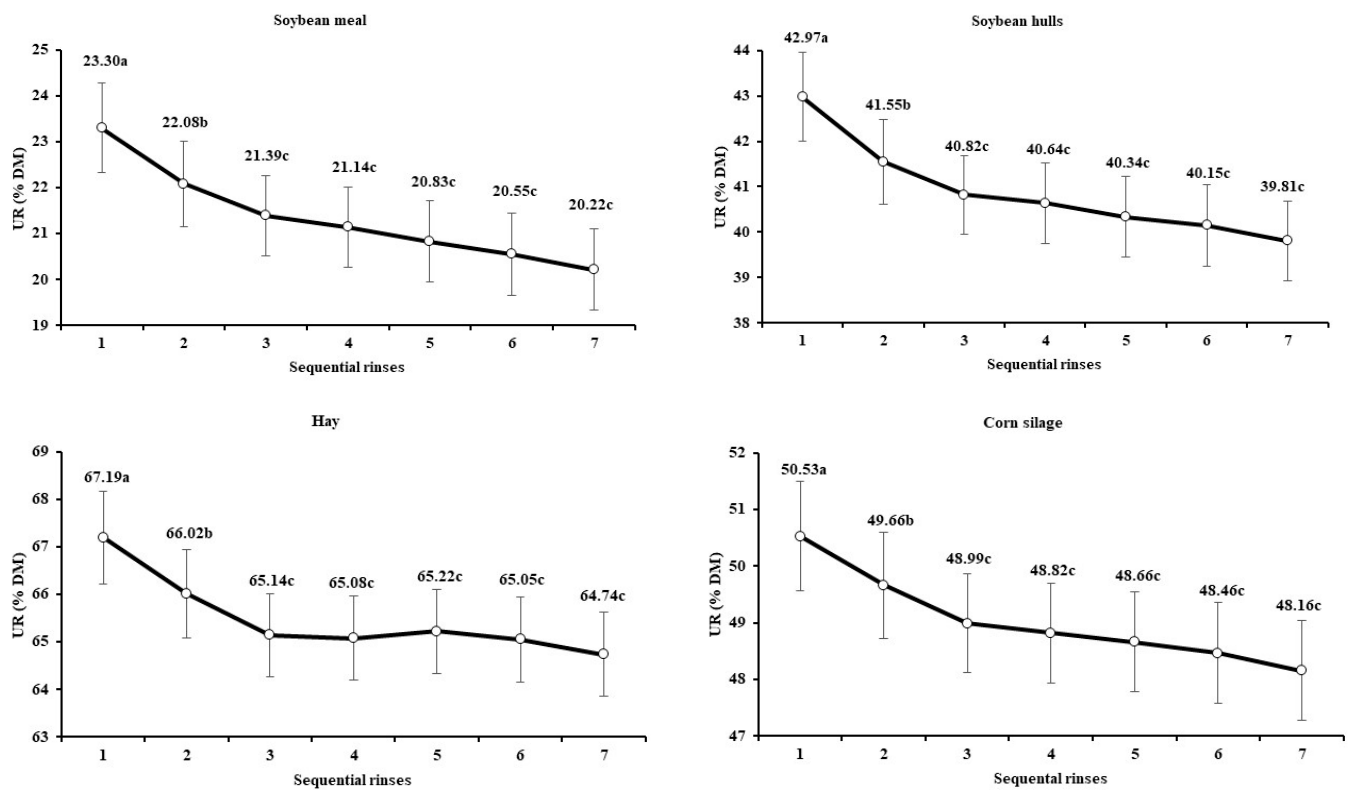 Soybean meal
UR (% DM)
25
24
23
22
21
20
19
23.30a
22.08b
21.39c
21.14c
20.83c
20.55c
20.22c
1 2 3 4 5 6 7
Sequential rinses
Soybean hulls
UR (% DM)
44
43
42
41
40
39
38
42.97a
41.55b
40.82c
40.64c
40.34c
40.15c
39.81c
1 2 3 4 5 6 7
Sequential rinses
Hay
UR (% DM)
69
68
67
66
65
64
63
67.19a
66.02b
65.14c
65.08c
65.22c
65.05c
64.74c
1 2 3 4 5 6 7
Sequential rinses
Corn silage
UR (% DM)
52
51
50
49
48
47
50.53a
49.66b
48.99c
48.82c
48.66c
48.46c
48.16c
1 2 3 4 5 6 7
Sequental rinses